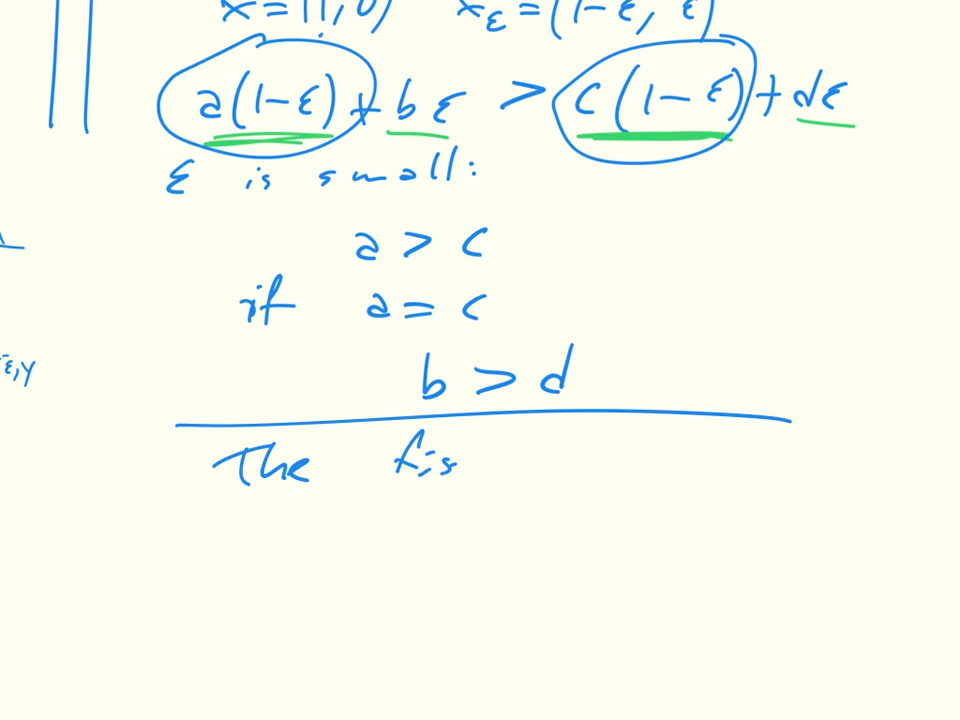 x = (1, 0) x_ε = (1-ε, ε)
a(1-ε) + bε > c(1-ε) + dε
ε is small:
a > c
if a = c
-ε,y
b > d
The fis